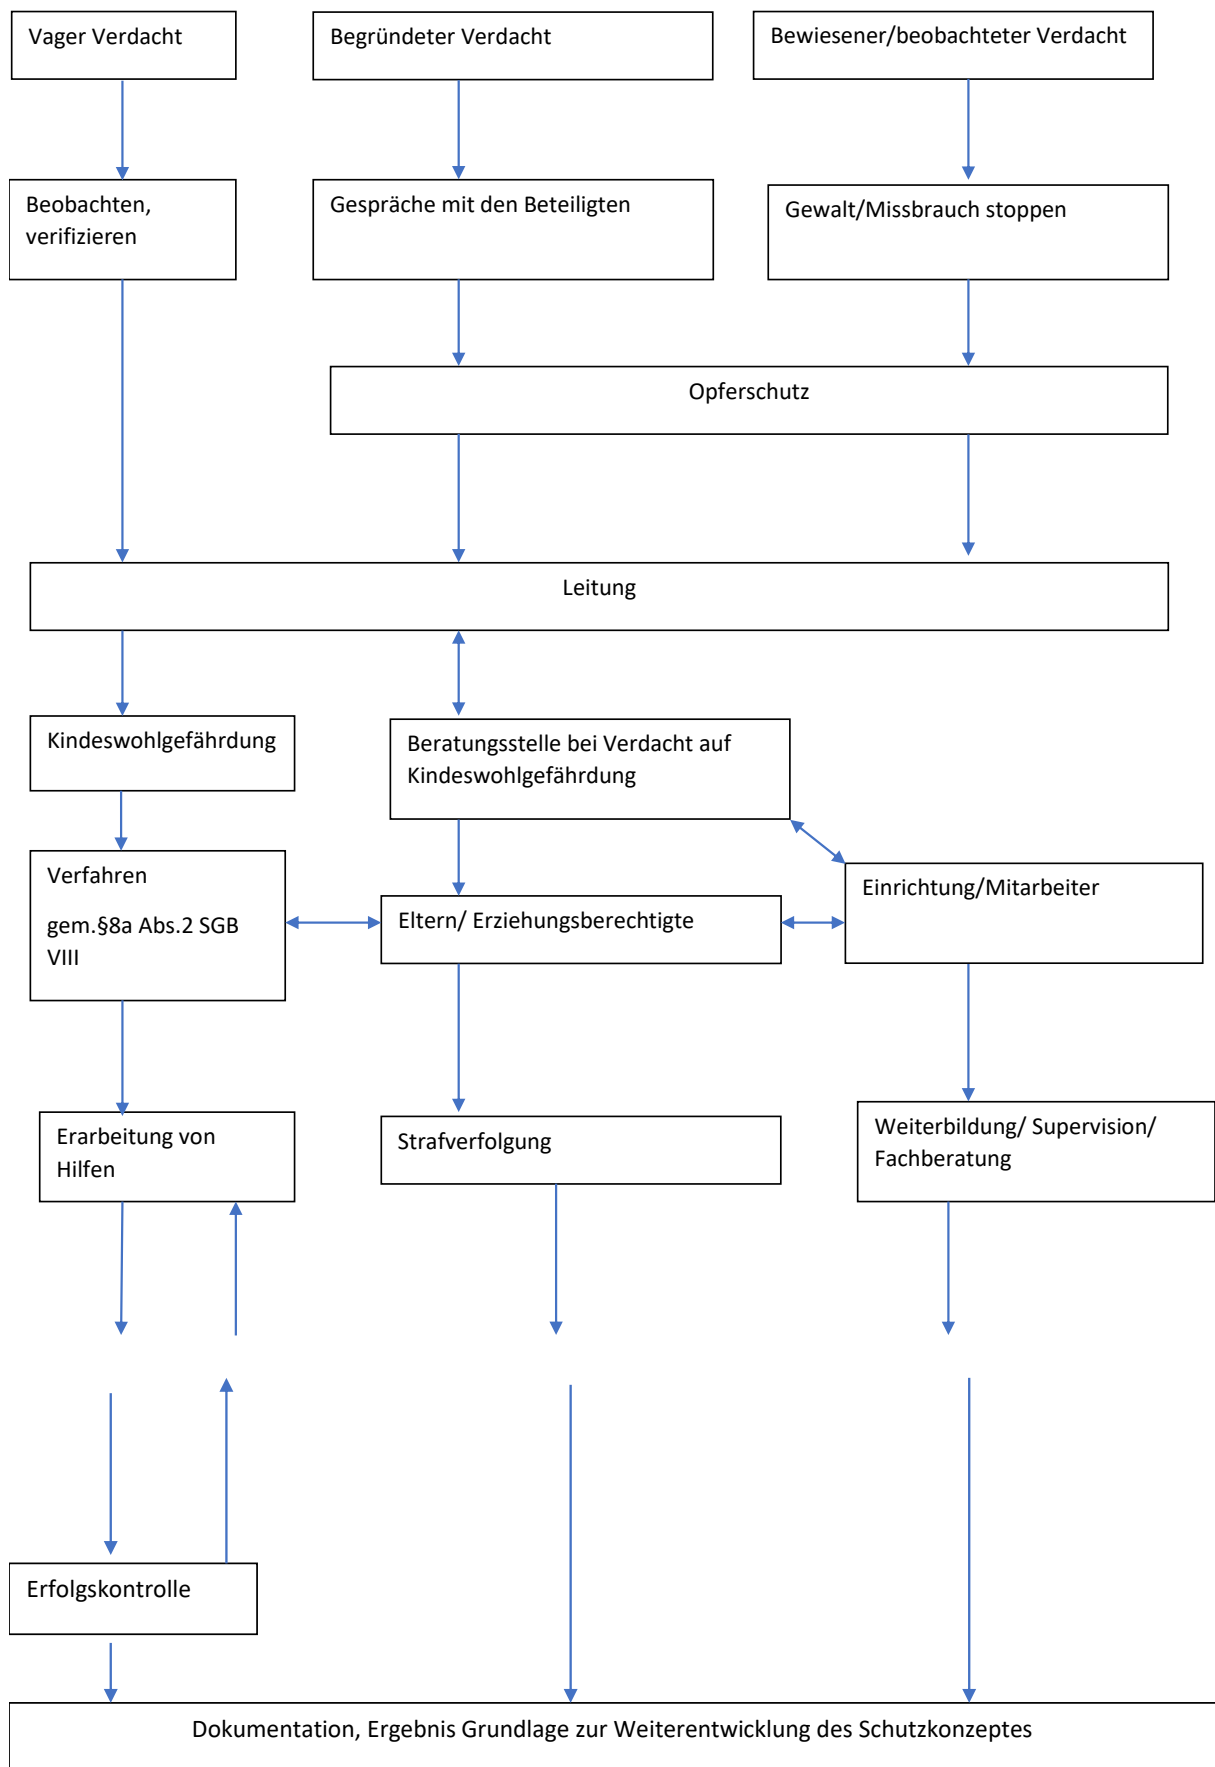 Vager Verdacht
Begründeter Verdacht
Bewiesener/beobachteter Verdacht
Beobachten,
verifizieren
Gespräche mit den Beteiligten
Gewalt/Missbrauch stoppen
Opferschutz
Leitung
Kindeswohlgefährdung
Beratungsstelle bei Verdacht auf
Kindeswohlgefährdung
Verfahren
gem.§8a Abs.2 SGB
VIII
Eltern/ Erziehungsberechtigte
Einrichtung/Mitarbeiter
Erarbeitung von
Hilfen
Strafverfolgung
Weiterbildung/ Supervision/
Fachberatung
Erfolgskontrolle
Dokumentation, Ergebnis Grundlage zur Weiterentwicklung des Schutzkonzeptes